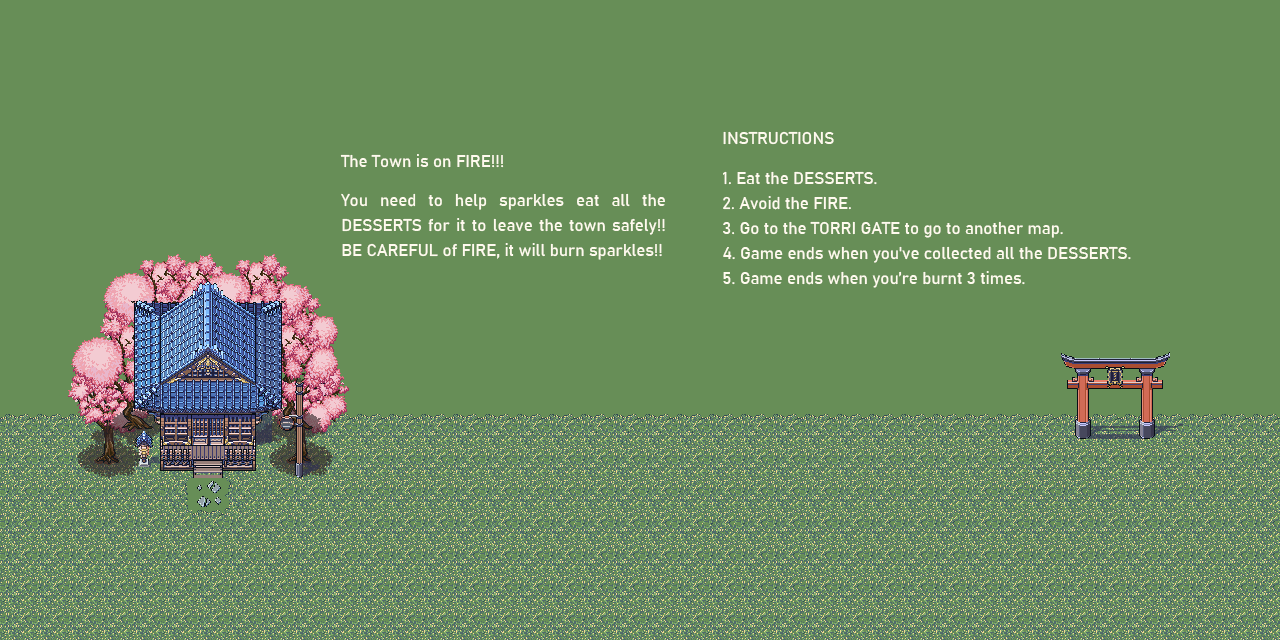 The Town is on FIRE!!!
You need to help sparkles eat all the
DESSERTS for it to leave the town safely!!
BE CAREFUL of FIRE, it will burn sparkles!!
INSTRUCTIONS
1. Eat the DESSERTS.
2. Avoid the FIRE.
3. Go to the TORRI GATE to go to another map.
4. Game ends when you've collected all the DESSERTS.
5. Game ends when you're burnt 3 times.